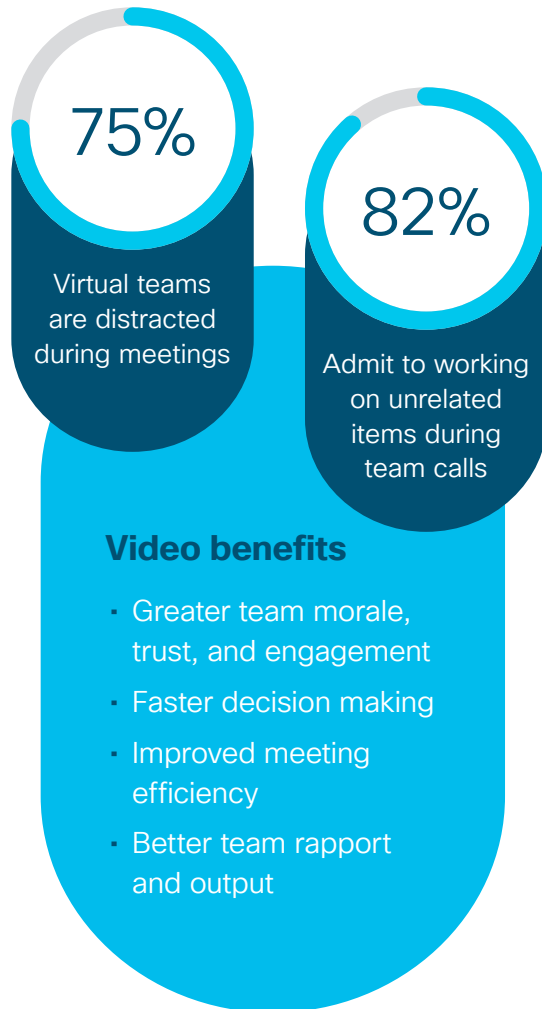 75%
Virtual teams
are distracted
during meetings
82%
Admit to working
on unrelated
items during
team calls
Video benefits
▪ Greater team morale,
trust, and engagement
▪ Faster decision making
▪ Improved meeting
efficiency
▪ Better team rapport
and output